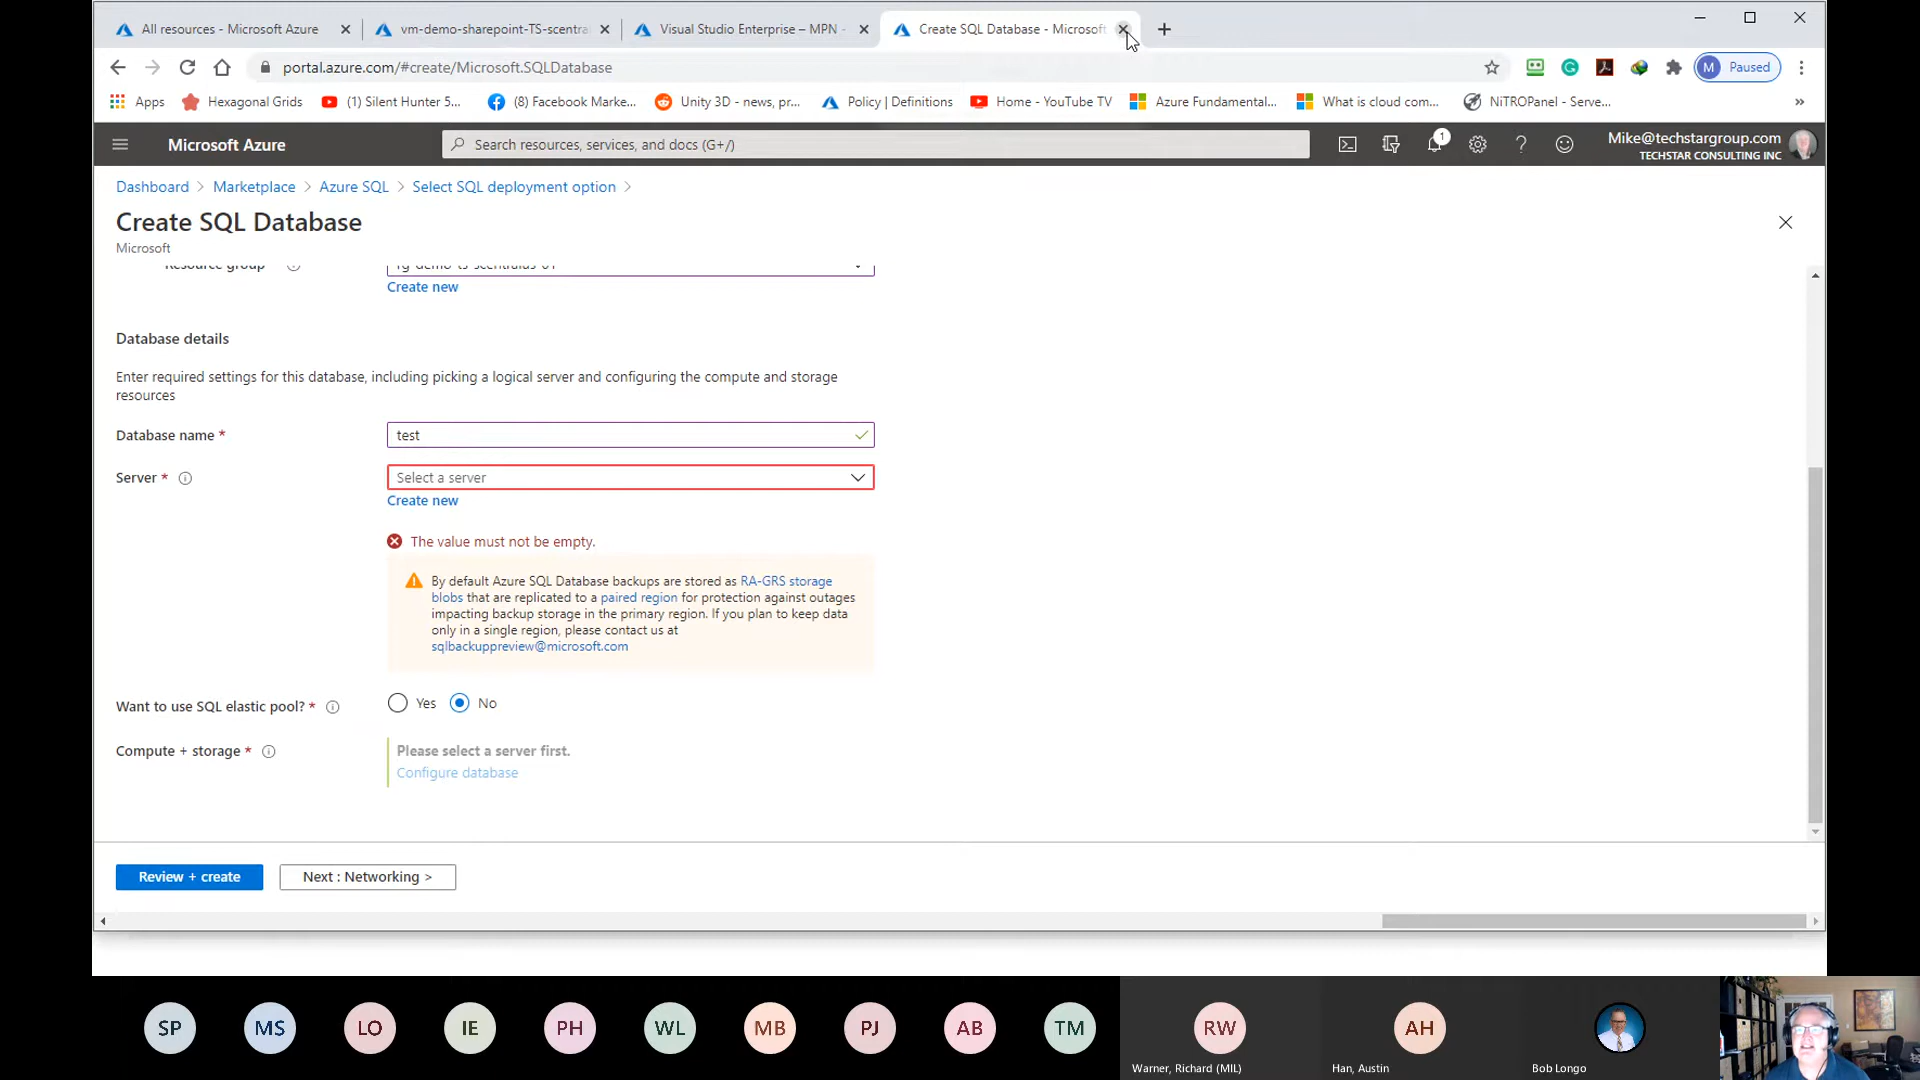 All resources - Microsoft Azure
vm-demo-sharepoint-TS-scentra
Visual Studio Enterprise – MPN -
Create SQL Database - Microsoft
portal.azure.com/#create/Microsoft.SQLDatabase
M Paused
Apps
Hexagonal Grids
(1) Silent Hunter 5...
(8) Facebook Marke...
Unity 3D - news, pr...
Policy | Definitions
Home - YouTube TV
Azure Fundamental...
What is cloud com...
NiTROPanel - Serve...
»
Microsoft Azure
Search resources, services, and docs (G+/)
1
Mike@techstargroup.com
TECHSTAR CONSULTING INC
Dashboard > Marketplace > Azure SQL > Select SQL deployment option >
Create SQL Database
Microsoft
Resource group
rg-demo-ts-scentralus-01
Create new
Database details
Enter required settings for this database, including picking a logical server and configuring the compute and storage
resources
Database name *
test
Server *
Select a server
Create new
The value must not be empty.
By default Azure SQL Database backups are stored as RA-GRS storage
blobs that are replicated to a paired region for protection against outages
impacting backup storage in the primary region. If you plan to keep data
only in a single region, please contact us at
sqlbackuppreview@microsoft.com
Want to use SQL elastic pool? *
Yes
No
Compute + storage *
Please select a server first.
Configure database
Review + create
Next : Networking >
SP
MS
LO
IE
PH
WL
MB
PJ
AB
TM
RW
AH
Warner, Richard (MIL)
Han, Austin
Bob Longo